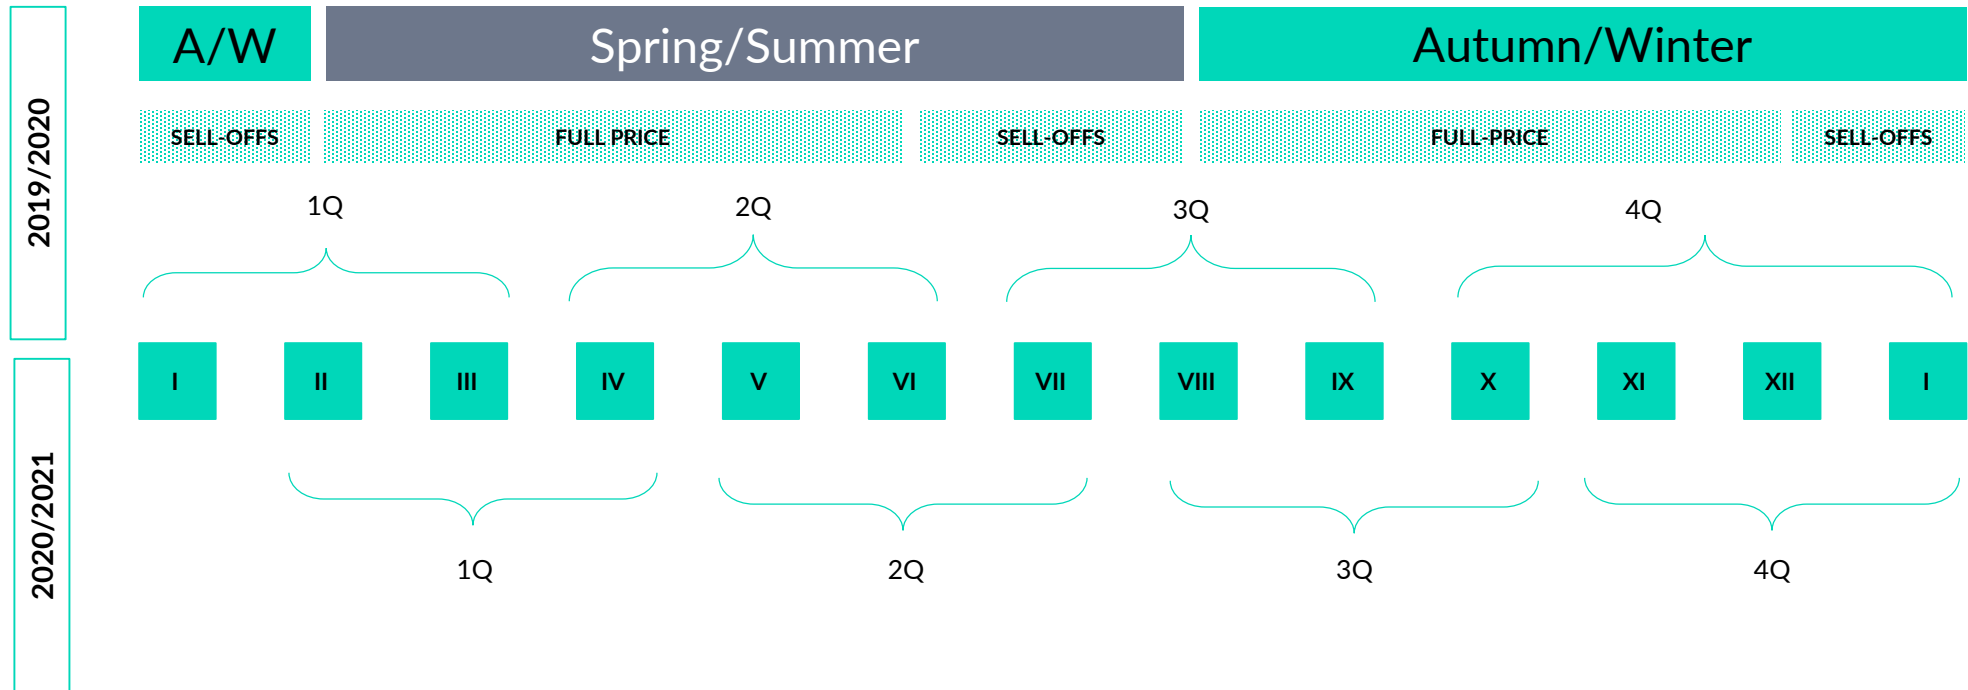 A/W
Spring/Summer
Autumn/Winter
2019/2020
SELL-OFFS
FULL PRICE
SELL-OFFS
FULL-PRICE
SELL-OFFS
1Q
2Q
3Q
4Q
I
II
III
IV
V
VI
VII
VIII
IX
X
XI
XII
I
2020/2021
1Q
2Q
3Q
4Q